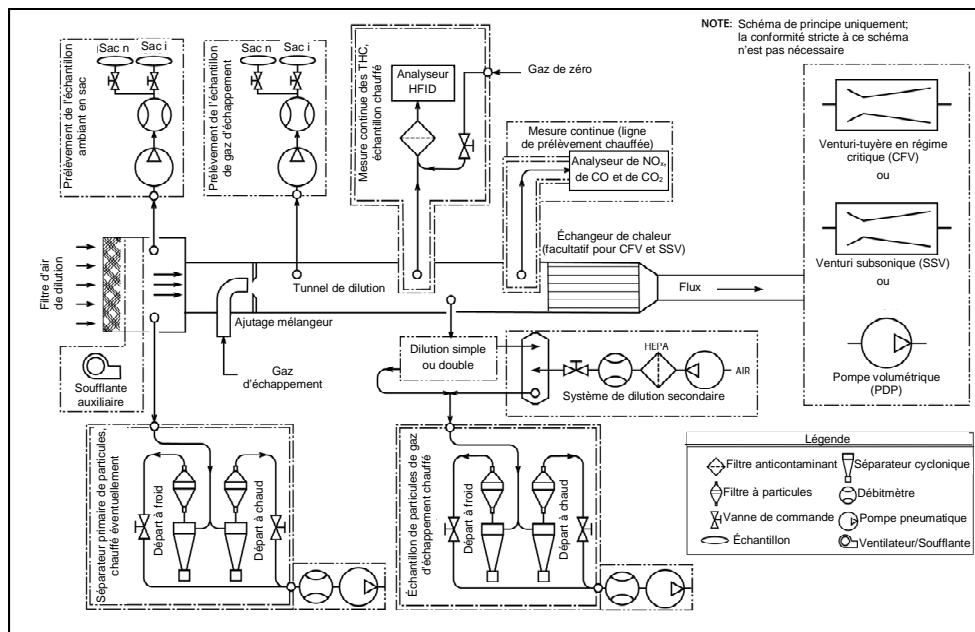 NOTE: Schéma de principe uniquement;
la conformité stricte à ce schéma
n'est pas nécessaire
Sac n
Sac i
Prélèvement de l'échantillon
ambiant en sac
Sac n
Sac i
Prélèvement de l'échantillon
de gaz d'échappement
Mesure continue des THC,
échantillon chauffé
Analyseur
HFID
Gaz de zéro
Mesure continue (ligne
de prélèvement chauffée)
Analyseur de NOx,
de CO et de CO2
Venturi-tuyère en régime
critique (CFV)
ou
Venturi subsonique (SSV)
ou
Pompe volumétrique
(PDP)
Échangeur de chaleur
(facultatif pour CFV et SSV)
Filtre d'air
de dilution
Tunnel de dilution
Flux
Ajutage mélangeur
Gaz
d'échappement
Soufflante
auxiliaire
Dilution simple
ou double
HEPA
AIR
Système de dilution secondaire
Séparateur primaire de particules,
chauffé éventuellement
Départ à froid
Départ à chaud
Échantillon de particules de gaz
d'échappement chauffé
Départ à froid
Départ à chaud
Légende
Filtre anticontaminant
Séparateur cyclonique
Filtre à particules
Débitmètre
Vanne de commande
Pompe pneumatique
Échantillon
Ventilateur/Soufflante